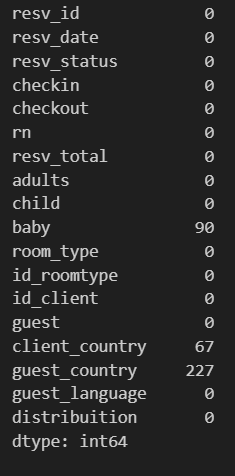 resv_id 0
resv_date 0
resv_status 0
checkin 0
checkout 0
rn 0
resv_total 0
adults 0
child 0
baby 90
room_type 0
id_roomtype 0
id_client 0
guest 0
client_country 67
guest_country 227
guest_language 0
distribuition 0
dtype: int64